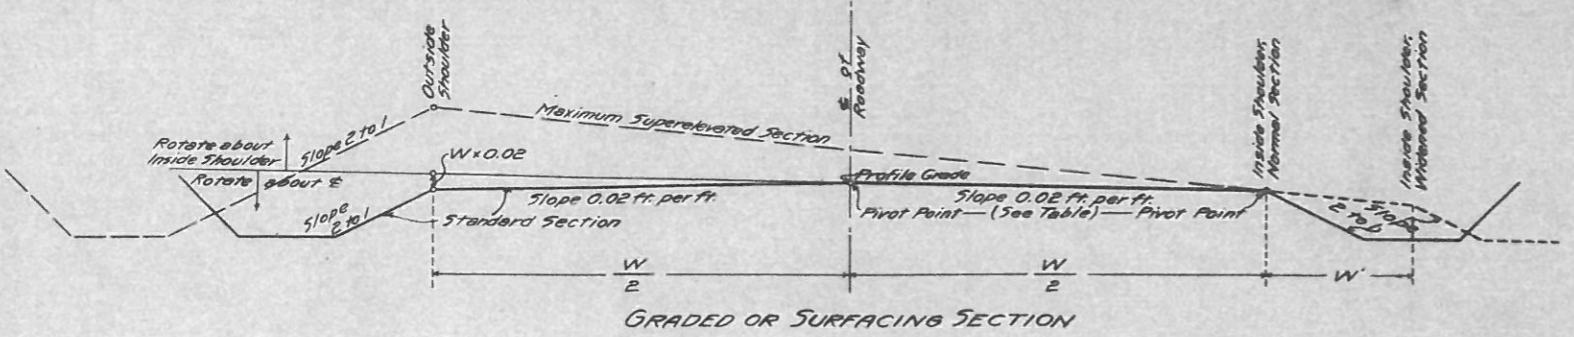 Outside
Shoulder
℄ of
Roadway
Inside Shoulder,
Normal Section
Inside Shoulder,
Widened Section
Maximum Superelevated Section
Rotate about
Inside Shoulder
Slope 2 to 1
W x 0.02
Rotate about ℄
Profile Grade
Slope 0.02 ft. per ft.
Slope 0.02 ft. per ft.
Slope
2 to 1
Standard Section
Pivot Point — (See Table) — Pivot Point
Slope
2 to 1
W
2
W
2
W'
GRADED OR SURFACING SECTION